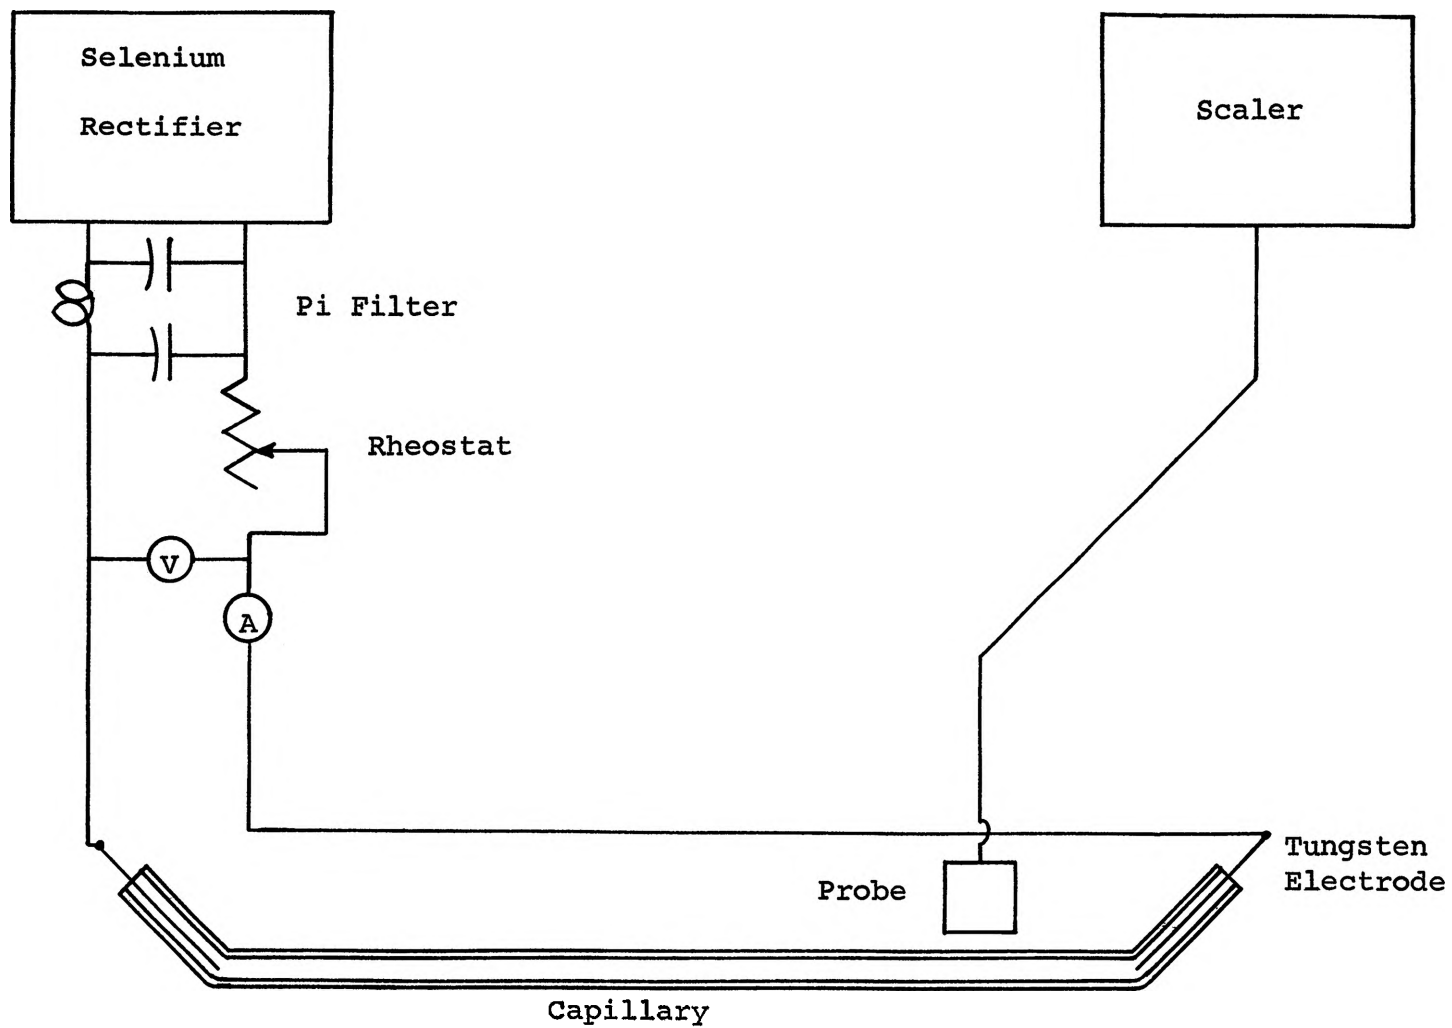 Selenium
Rectifier
Scaler
Pi Filter
Rheostat
V
A
Tungsten
Electrode
Probe
Capillary